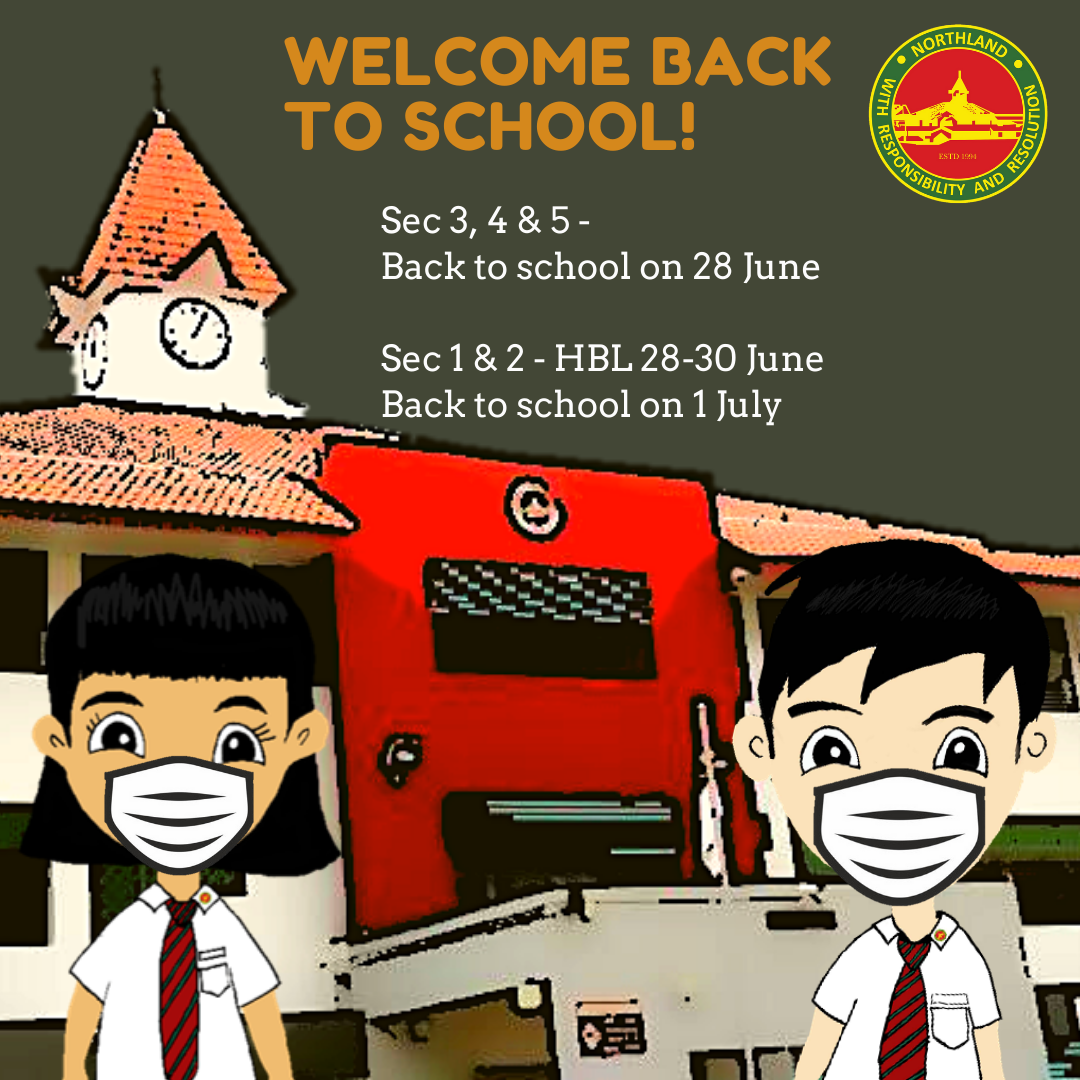 WELCOME BACK
TO SCHOOL!
NORTHLAND
WITH RESPONSIBILITY AND RESOLUTION
ESTD 1994
Sec 3, 4 & 5 -
Back to school on 28 June
Sec 1 & 2 - HBL 28-30 June
Back to school on 1 July